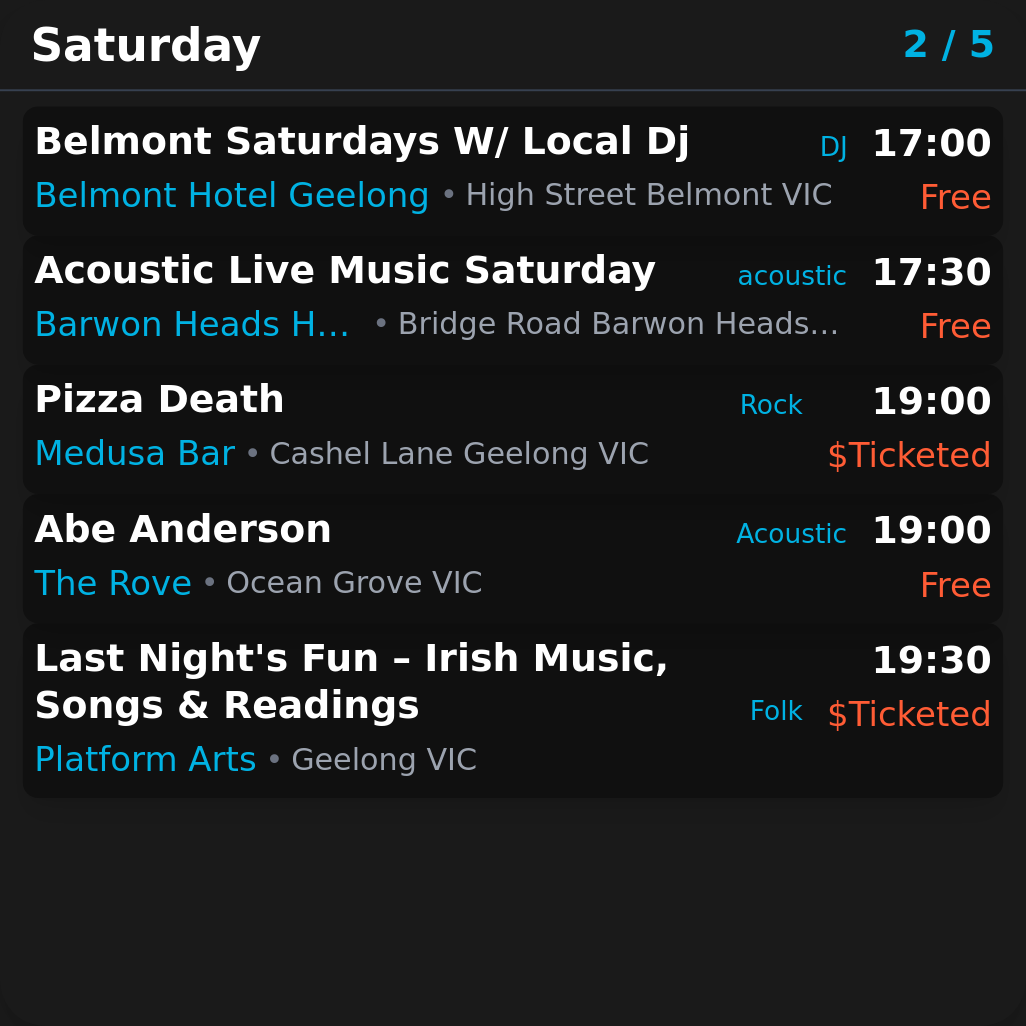 Saturday 2 / 5
Belmont Saturdays W/ Local Dj DJ 17:00
Belmont Hotel Geelong • High Street Belmont VIC Free
Acoustic Live Music Saturday acoustic 17:30
Barwon Heads H… • Bridge Road Barwon Heads… Free
Pizza Death Rock 19:00
Medusa Bar • Cashel Lane Geelong VIC $Ticketed
Abe Anderson Acoustic 19:00
The Rove • Ocean Grove VIC Free
Last Night's Fun – Irish Music, 19:30
Songs & Readings Folk $Ticketed
Platform Arts • Geelong VIC